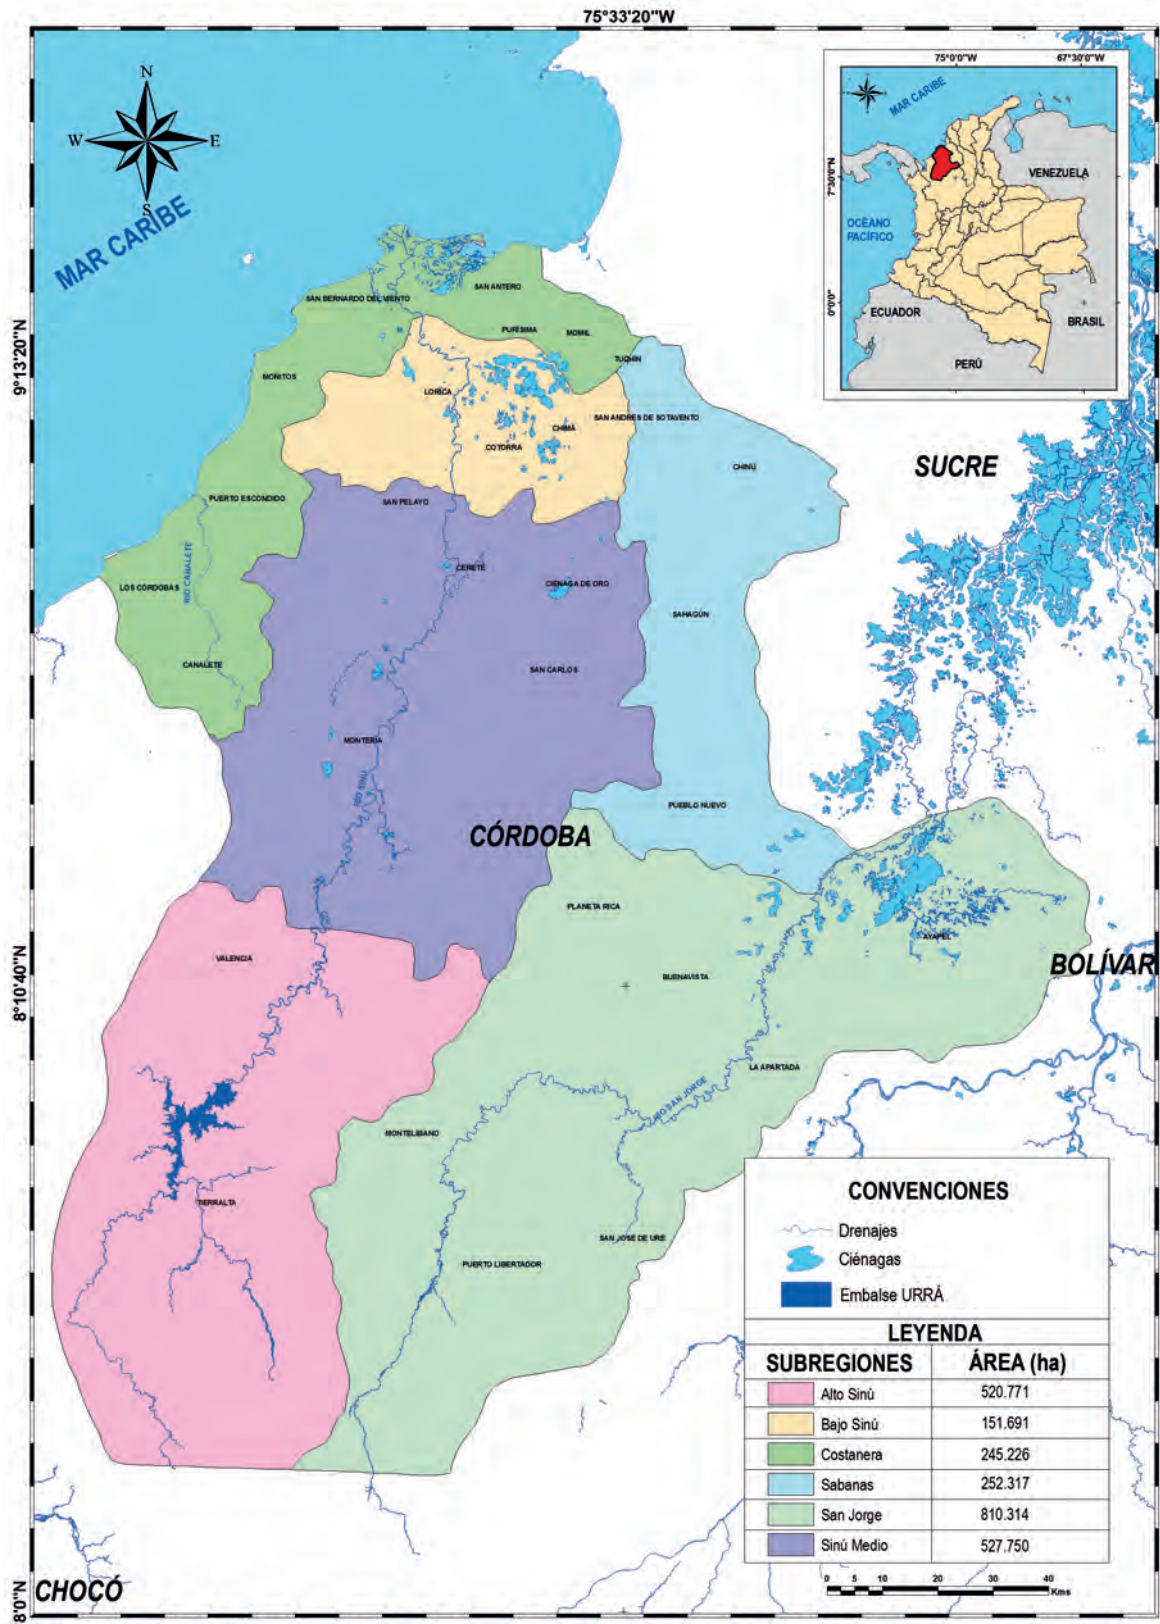 75°33'20"W
N
W
E
S
MAR CARIBE
75°0'0"W
67°30'0"W
MAR CARIBE
7°30'0"N
VENEZUELA
OCÉANO
PACÍFICO
0°0'0"
ECUADOR
BRASIL
PERÚ
9°13'20"N
SAN ANTERO
SAN BERNARDO DEL VIENTO
PURÍSIMA
MOMIL
TUCHÍN
MOÑITOS
LORICA
SAN ANDRÉS DE SOTAVENTO
CHIMÁ
COTORRA
CHINÚ
SUCRE
PUERTO ESCONDIDO
SAN PELAYO
CERETÉ
CIÉNAGA DE ORO
LOS CÓRDOBAS
RÍO CANALETE
SAHAGÚN
CANALETE
SAN CARLOS
MONTERÍA
RÍO SINÚ
PUEBLO NUEVO
CÓRDOBA
PLANETA RICA
AYAPEL
VALENCIA
BUENAVISTA
BOLÍVAR
8°10'40"N
LA APARTADA
RÍO SAN JORGE
MONTELÍBANO
TIERRALTA
SAN JOSÉ DE URE
PUERTO LIBERTADOR
CONVENCIONES
Drenajes
Ciénagas
Embalse URRÁ
LEYENDA
SUBREGIONES ÁREA (ha)
Alto Sinú 520.771
Bajo Sinú 151.691
Costanera 245.226
Sabanas 252.317
San Jorge 810.314
Sinú Medio 527.750
0 5 10 20 30 40
Kms
CHOCÓ
8°0'0"N